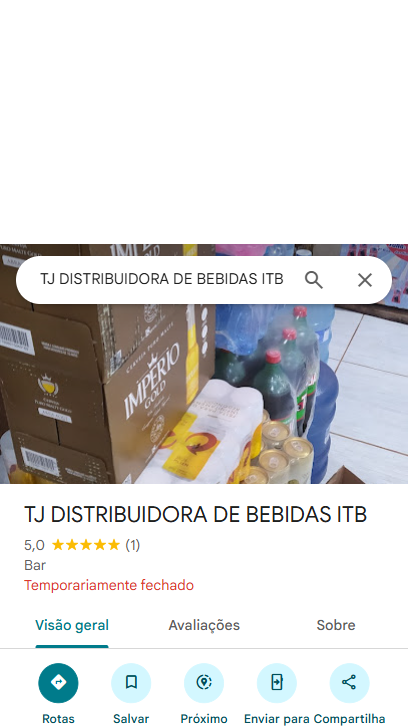 TJ DISTRIBUIDORA DE BEBIDAS ITB
IMPÉRIO
GOLD
TJ DISTRIBUIDORA DE BEBIDAS ITB
5,0 ★★★★★ (1)
Bar
Temporariamente fechado
Visão geral
Avaliações
Sobre
Rotas
Salvar
Próximo
Enviar para
Compartilha